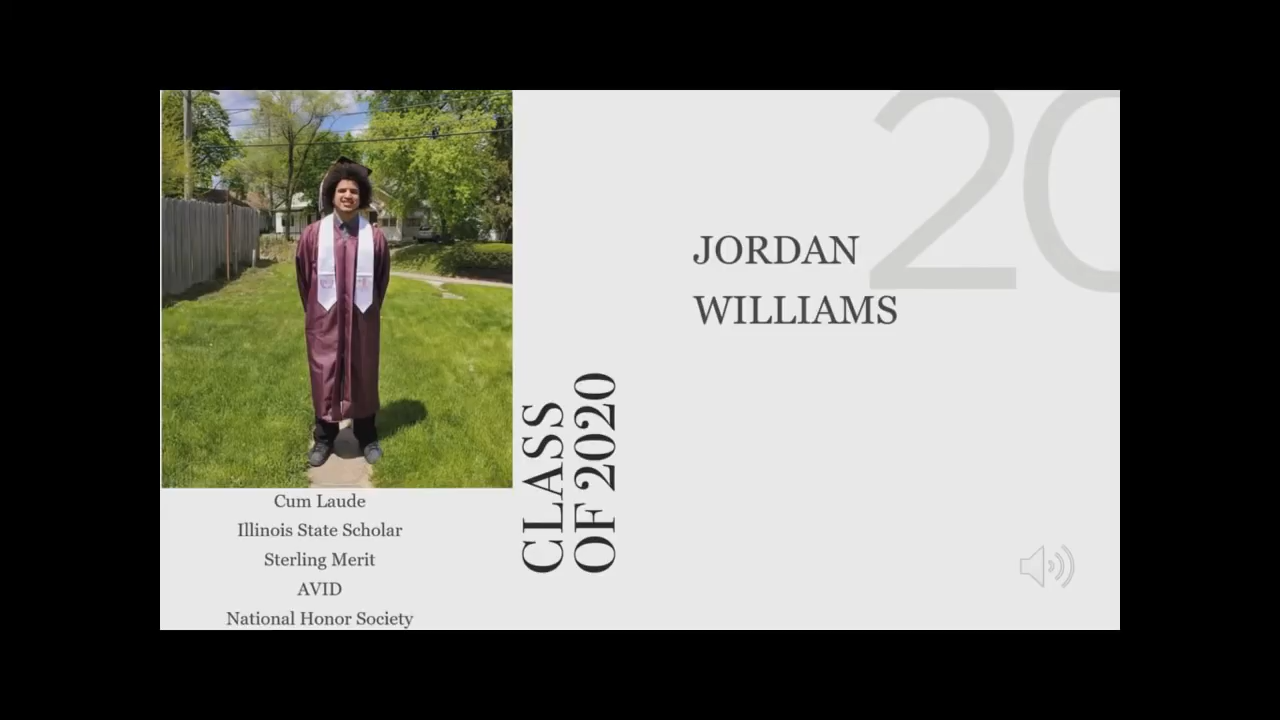 20
JORDAN
WILLIAMS
CLASS
OF 2020
Cum Laude
Illinois State Scholar
Sterling Merit
AVID
National Honor Society